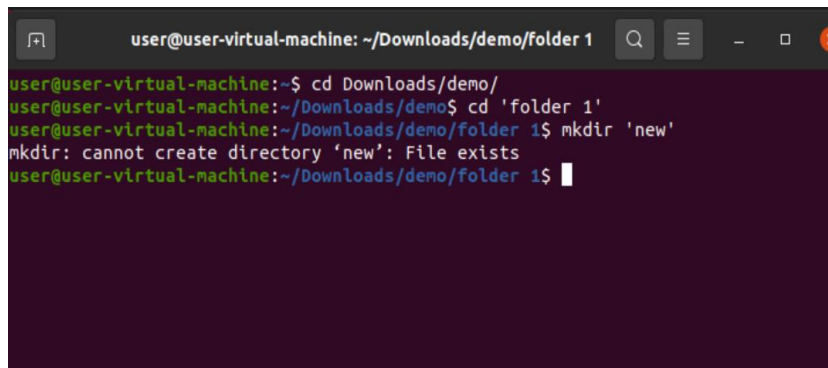 user@user-virtual-machine: ~/Downloads/demo/folder 1
user@user-virtual-machine:~$ cd Downloads/demo/
user@user-virtual-machine:~/Downloads/demo$ cd 'folder 1'
user@user-virtual-machine:~/Downloads/demo/folder 1$ mkdir 'new'
mkdir: cannot create directory ‘new’: File exists
user@user-virtual-machine:~/Downloads/demo/folder 1$